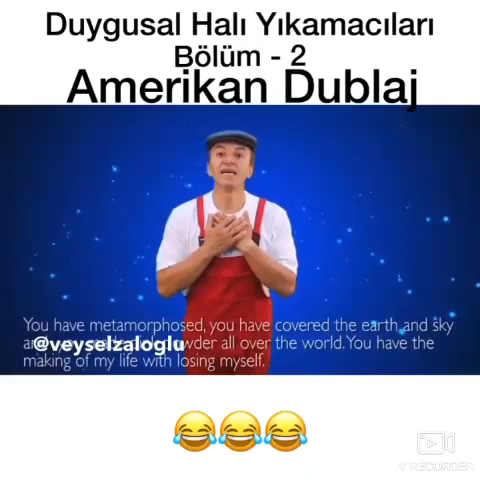 Duygusal Halı Yıkamacıları
Bölüm - 2
Amerikan Dublaj
You have metamorphosed, you have covered the earth and sky
@veyselzaloglu powder all over the world. You have the
making of my life with losing myself.
V RECORDER